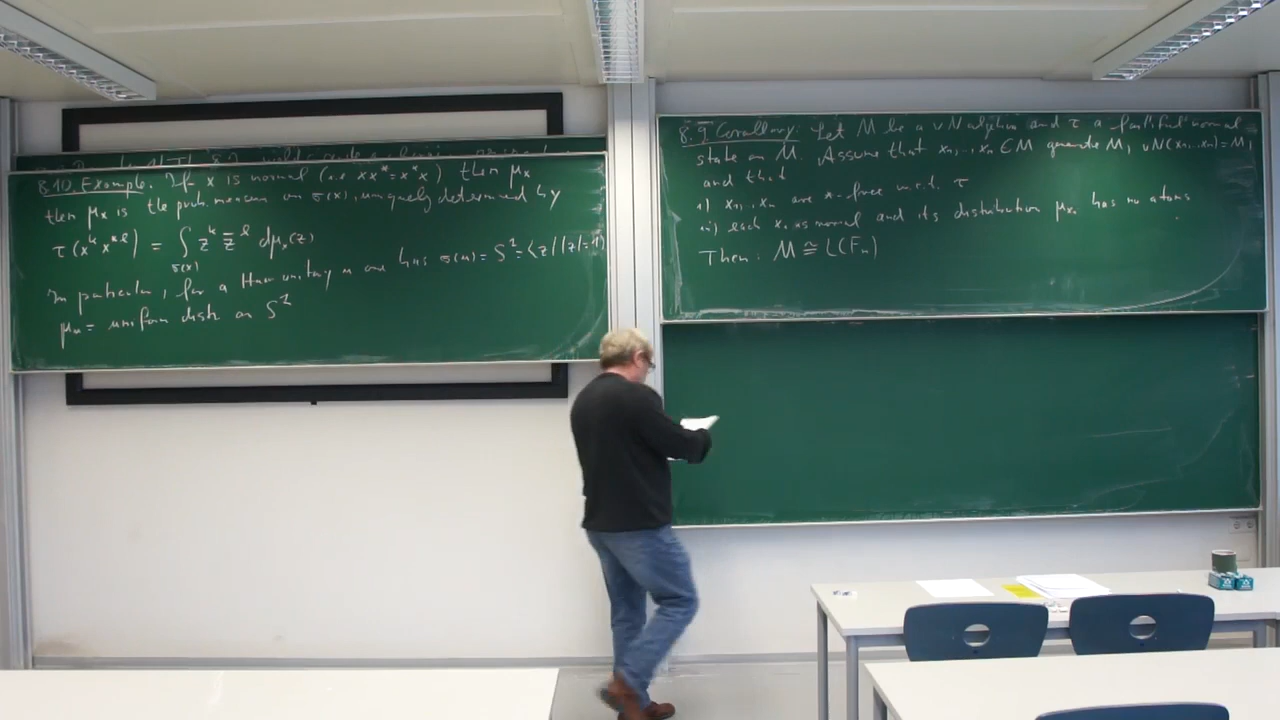 8.10. Example. If x is normal (i.e. xx* = x*x) then μₓ
then μₓ is the prob. measure on σ(x), uniquely determined by
τ(xᵏ x*ˡ) = ∫ zᵏ z̄ˡ dμₓ(z)
σ(x)
In particular, for a Haar unitary u one has σ(u) = S¹ = {z | |z| = 1}
μᵤ = uniform distr. on S¹
8.9 Corollary: Let M be a vN algebra and τ a faithful normal
state on M. Assume that x₁,..,xₙ ∈ M generate M, vN(x₁,...,xₙ) = M,
and that
i) x₁,..,xₙ are *-free w.r.t. τ
ii) each xᵢ is normal and its distribution μₓᵢ has no atoms
Then: M ≅ L(Fₙ)